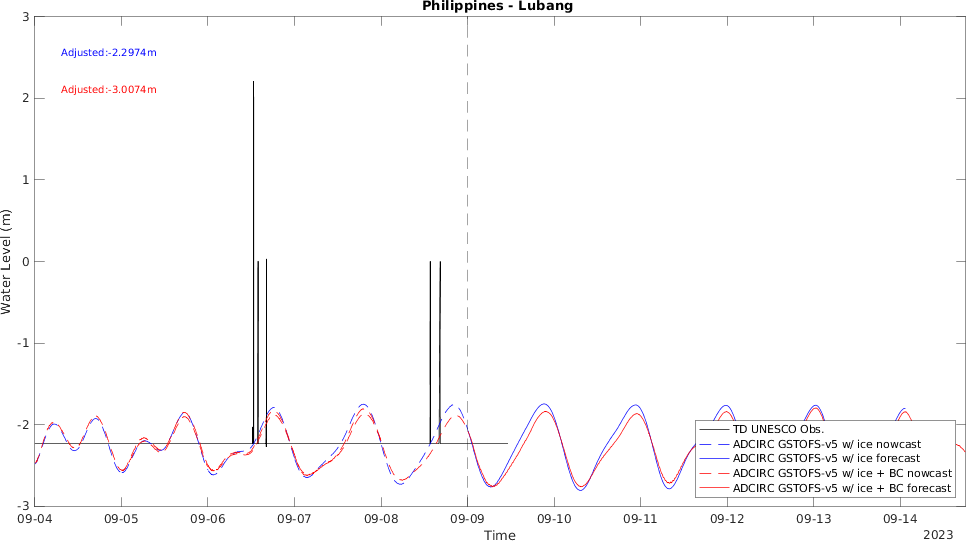 Philippines - Lubang
3
Adjusted:-2.2974m
Adjusted:-3.0074m
2
1
0
-1
-2
-3
Water Level (m)
TD UNESCO Obs.
ADCIRC GSTOFS-v5 w/ ice nowcast
ADCIRC GSTOFS-v5 w/ ice forecast
ADCIRC GSTOFS-v5 w/ ice + BC nowcast
ADCIRC GSTOFS-v5 w/ ice + BC forecast
09-04 09-05 09-06 09-07 09-08 09-09 09-10 09-11 09-12 09-13 09-14
Time
2023